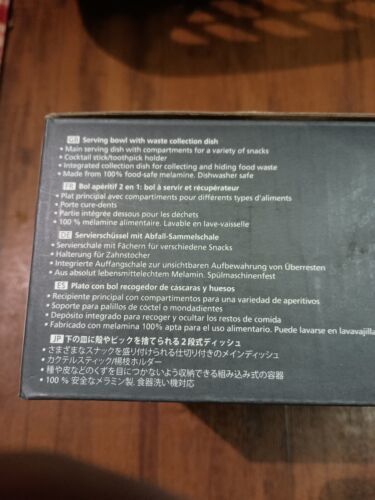 GB Serving bowl with waste collection dish
• Main serving dish with compartments for a variety of snacks
• Cocktail stick/toothpick holder
• Integrated collection dish for collecting and hiding food waste
• Made from 100% food-safe melamine. Dishwasher safe
FR Bol apéritif 2 en 1: bol à servir et récupérateur
• Plat principal avec compartiments pour différents types d'aliments
• Porte cure-dents
• Partie intégrée dessous pour les déchets
• 100 % mélamine alimentaire. Lavable en lave-vaisselle
DE Servierschüssel mit Abfall-Sammelschale
• Servierschale mit Fächern für verschiedene Snacks
• Halterung für Zahnstocher
• Integrierte Auffangschale zur unsichtbaren Aufbewahrung von Überresten
• Aus absolut lebensmittelechtem Melamin. Spülmaschinenfest
ES Plato con bol recogedor de cáscaras y huesos
• Recipiente principal con compartimentos para una variedad de aperitivos
• Soporte para palillos de cóctel o mondadientes
• Depósito integrado para recoger y ocultar los restos de comida
• Fabricado con melamina 100% apta para el uso alimentario. Puede lavarse en lavavajilla
JP 下の皿に殻やピックを捨てられる2段式ディッシュ
• さまざまなスナックを盛り付けられる仕切り付きのメインディッシュ
• カクテルスティック/楊枝ホルダー
• 種や皮などのくずを目につかないよう収納できる組み込み式の容器
• 100 % 安全なメラミン製. 食器洗い機対応